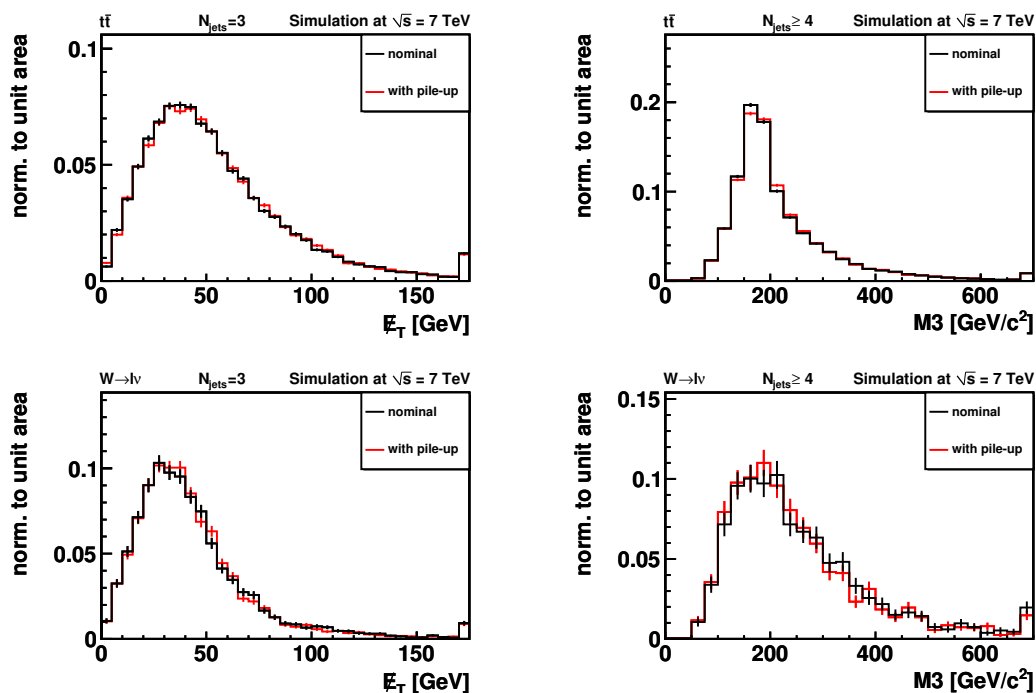 tt̄ N_jets=3 Simulation at √s = 7 TeV
norm. to unit area
nominal
with pile-up
0.1
0.05
0
0 50 100 150
E̸_T [GeV]
tt̄ N_jets≥ 4 Simulation at √s = 7 TeV
norm. to unit area
nominal
with pile-up
0.2
0.1
0
0 200 400 600
M3 [GeV/c²]
W→lν N_jets=3 Simulation at √s = 7 TeV
norm. to unit area
nominal
with pile-up
0.1
0.05
0
0 50 100 150
E̸_T [GeV]
W→lν N_jets≥ 4 Simulation at √s = 7 TeV
norm. to unit area
nominal
with pile-up
0.15
0.1
0.05
0
0 200 400 600
M3 [GeV/c²]